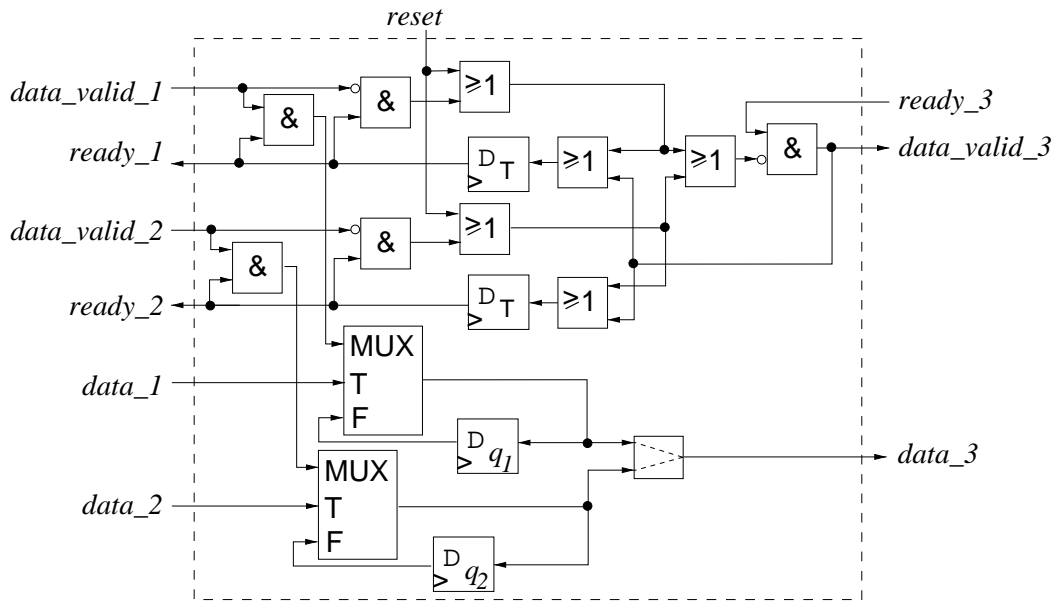 reset
data_valid_1
≥1
&
&
ready_3
ready_1
D T
≥1
≥1
&
data_valid_3
data_valid_2
≥1
&
&
ready_2
D T
≥1
MUX
data_1
T
F
D q1
data_3
MUX
data_2
T
F
D q2